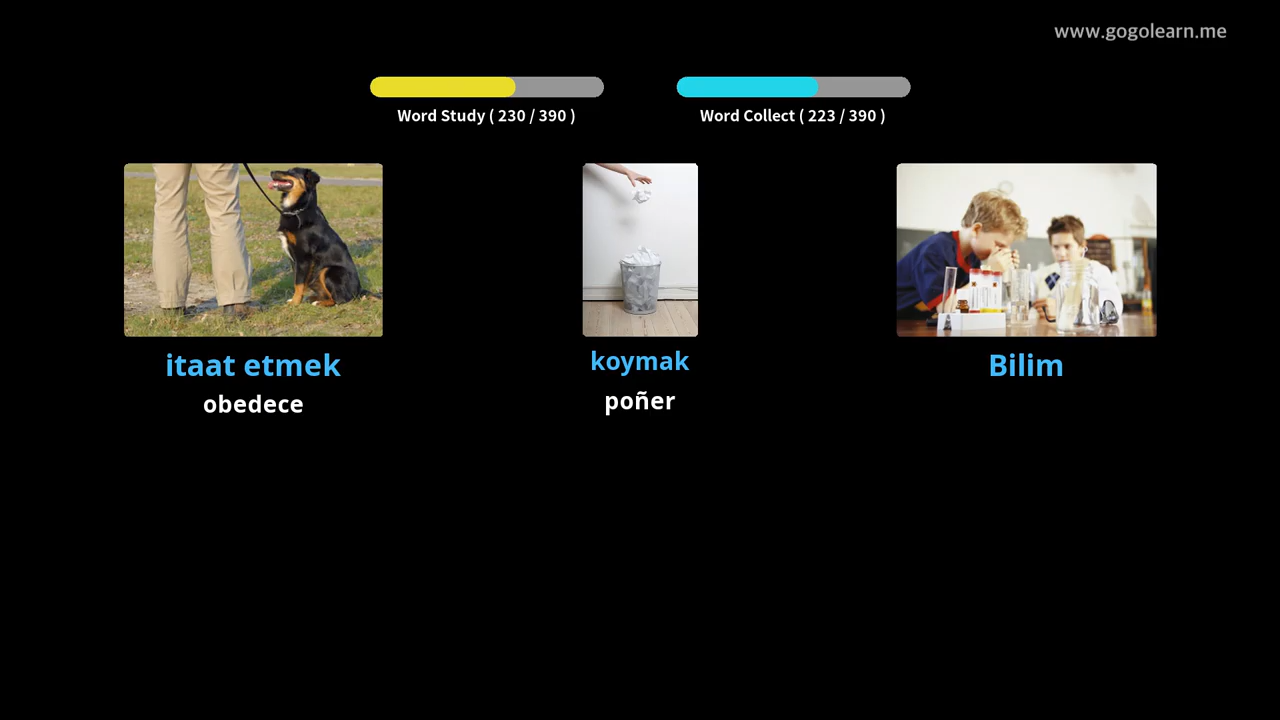 www.gogolearn.me
Word Study ( 230 / 390 )
Word Collect ( 223 / 390 )
itaat etmek
obedece
koymak
poñer
Bilim